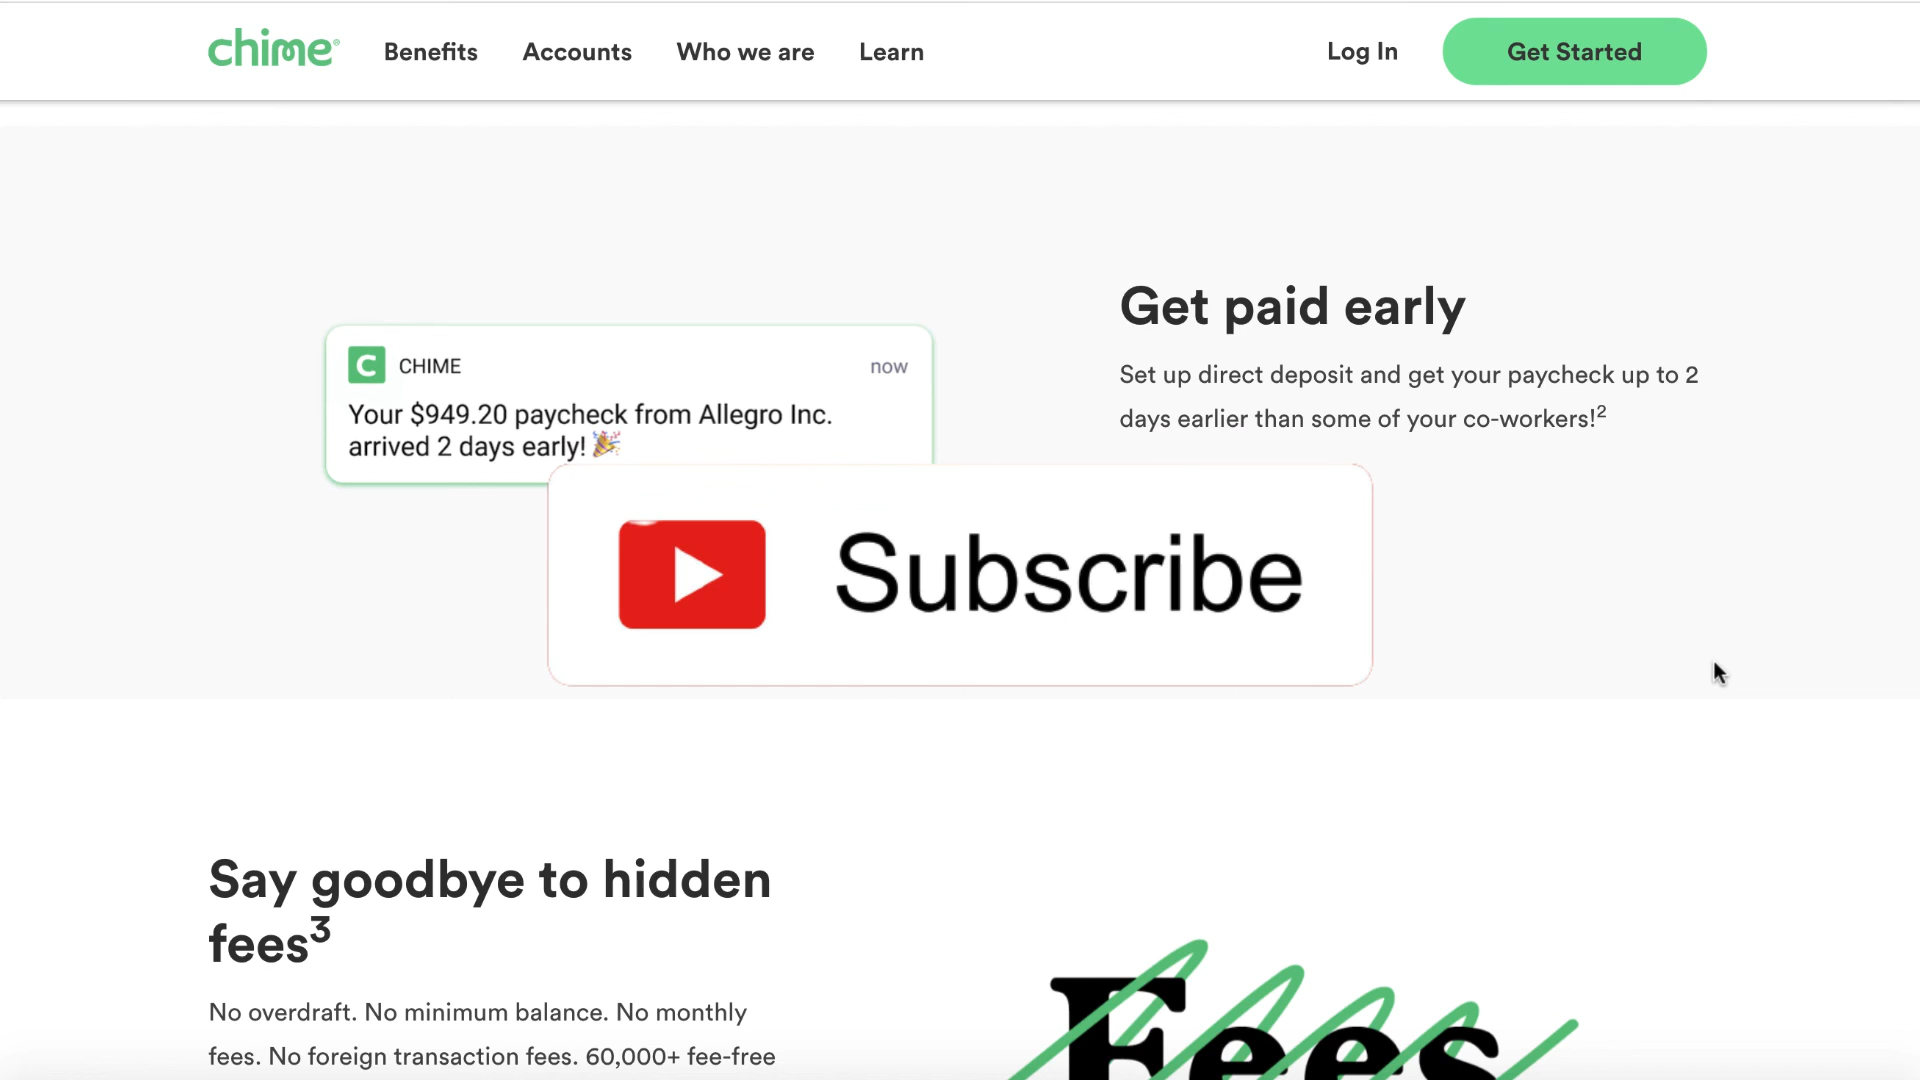 chime®
Benefits
Accounts
Who we are
Learn
Log In
Get Started
C CHIME
now
Your $949.20 paycheck from Allegro Inc.
arrived 2 days early! 🎉
Get paid early
Set up direct deposit and get your paycheck up to 2
days earlier than some of your co-workers!²
Subscribe
Say goodbye to hidden
fees³
No overdraft. No minimum balance. No monthly
fees. No foreign transaction fees. 60,000+ fee-free
Fees